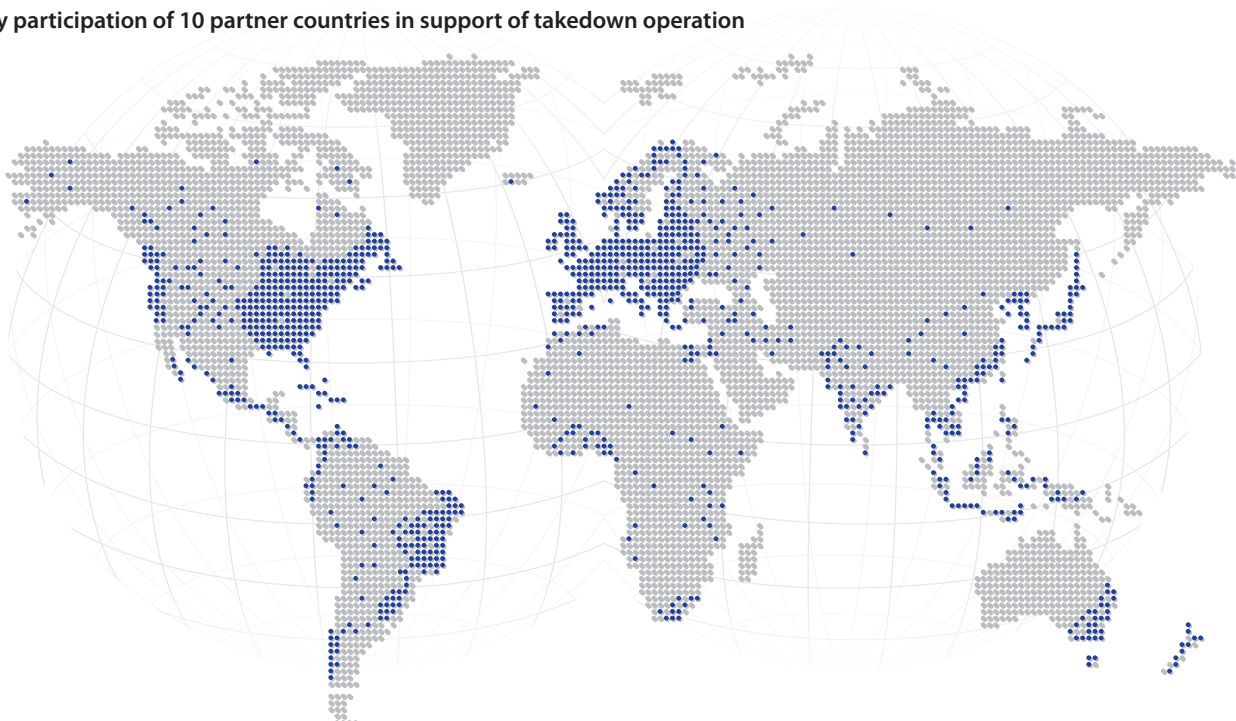 participation of 10 partner countries in support of takedown operation